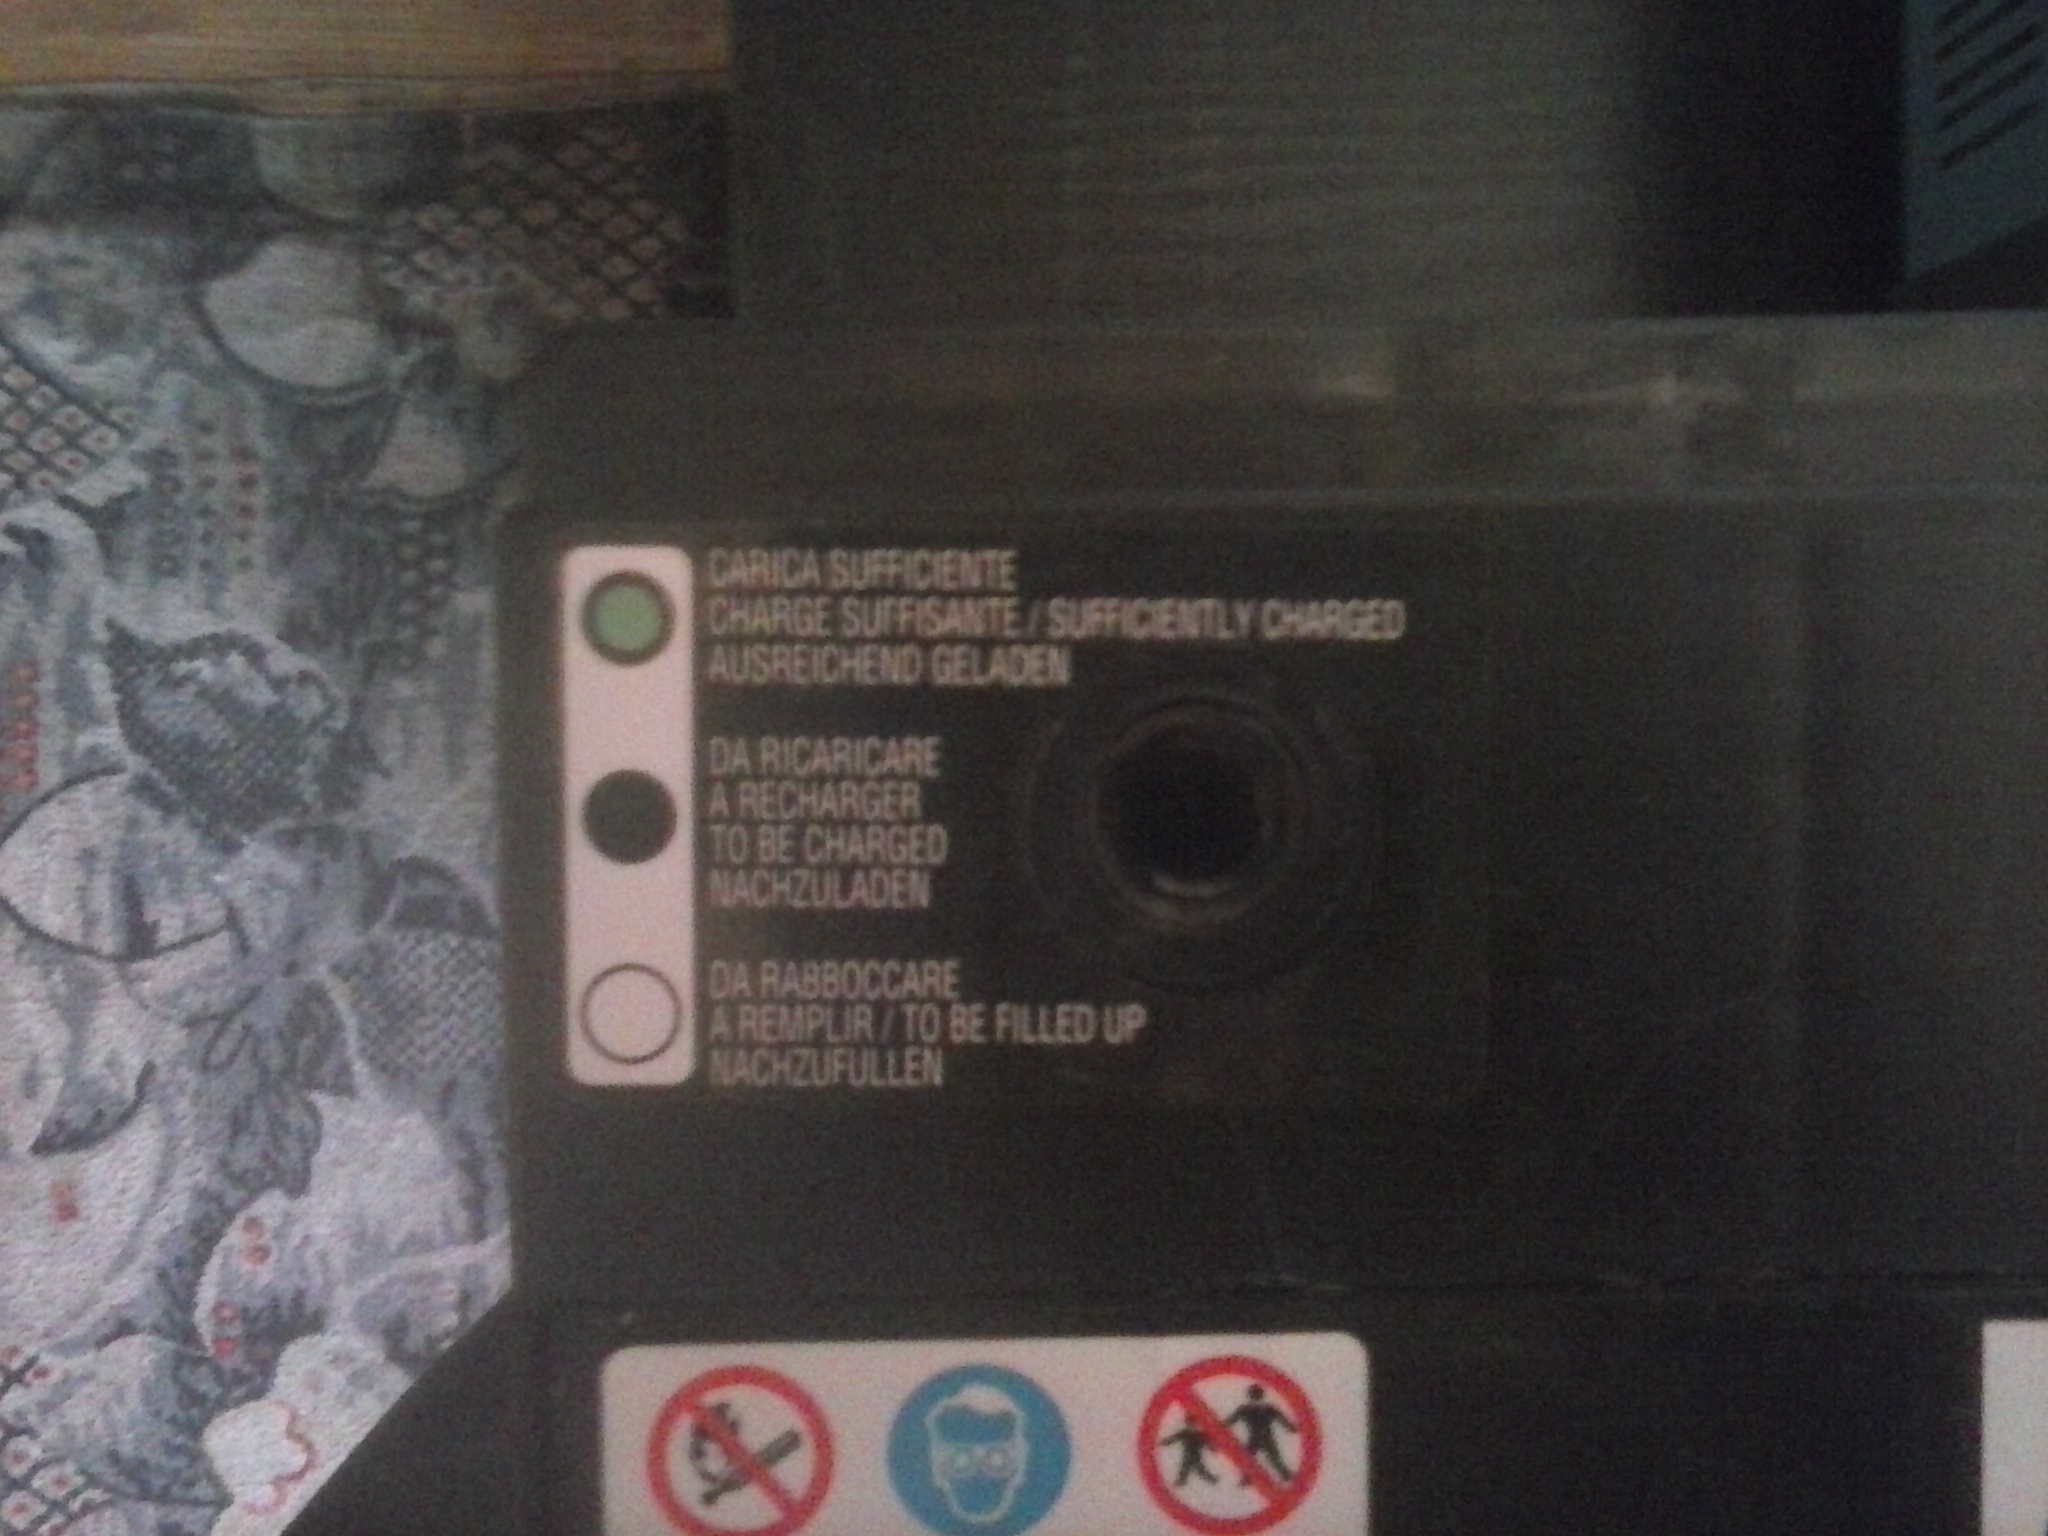 CARICA SUFFICIENTE
CHARGE SUFFISANTE / SUFFICIENTLY CHARGED
AUSREICHEND GELADEN
DA RICARICARE
A RECHARGER
TO BE CHARGED
NACHZULADEN
DA RABBOCCARE
A REMPLIR / TO BE FILLED UP
NACHZUFULLEN